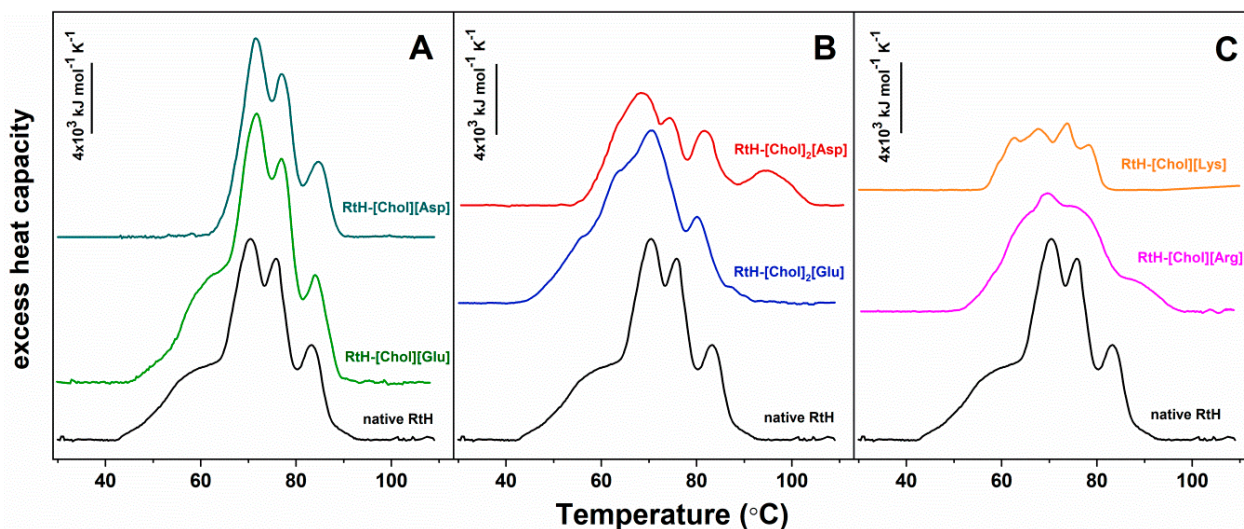 excess heat capacity
A
4x10³ kJ mol⁻¹ K⁻¹
RtH-[Chol][Asp]
RtH-[Chol][Glu]
native RtH
40 60 80 100
B
4x10³ kJ mol⁻¹ K⁻¹
RtH-[Chol]₂[Asp]
RtH-[Chol]₂[Glu]
native RtH
40 60 80 100
C
4x10³ kJ mol⁻¹ K⁻¹
RtH-[Chol][Lys]
RtH-[Chol][Arg]
native RtH
40 60 80 100
Temperature (°C)